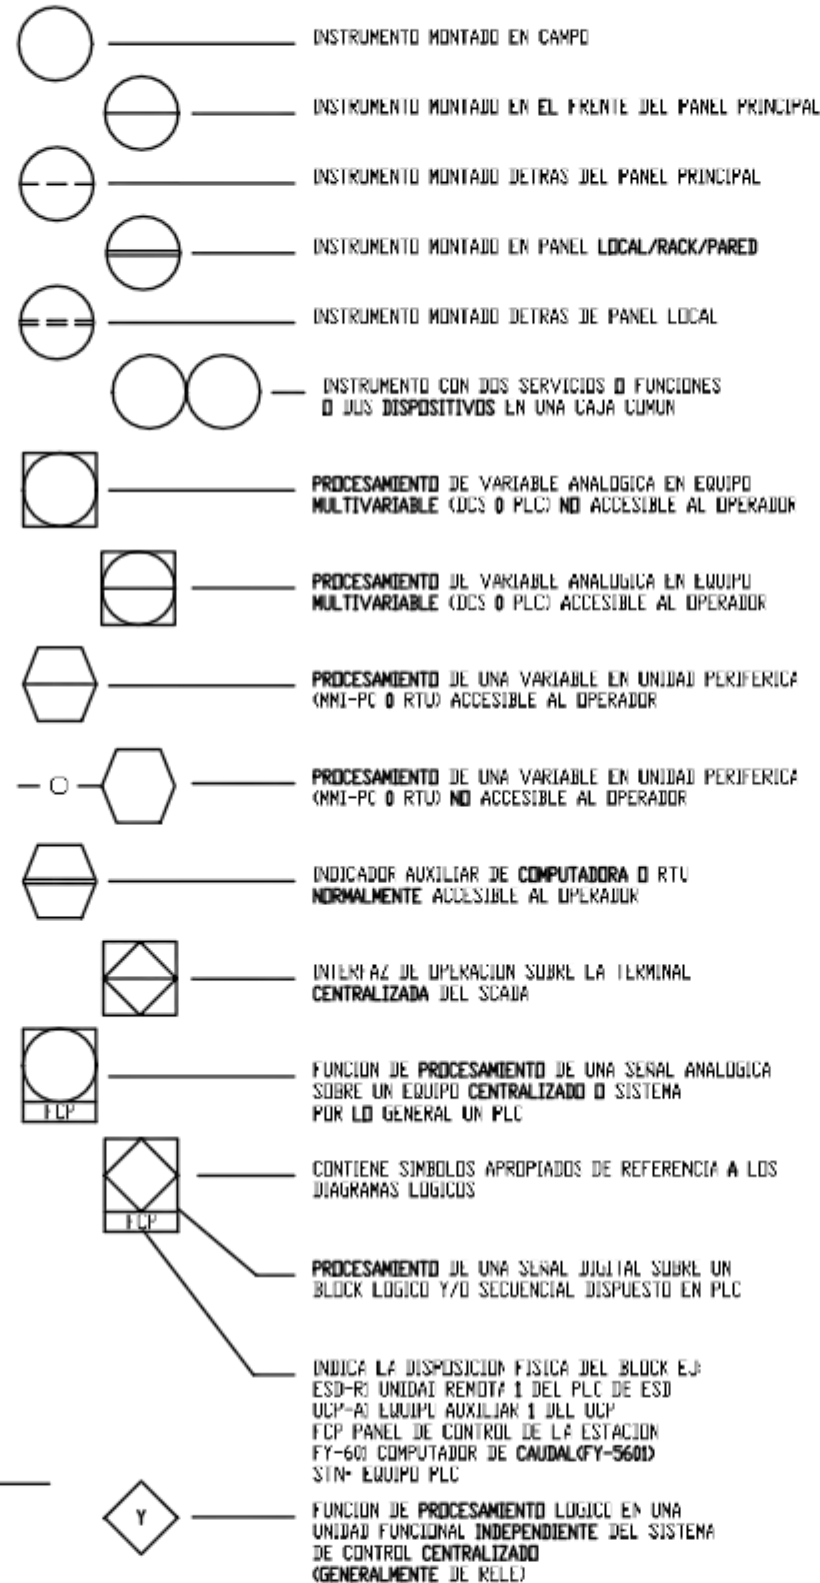 INSTRUMENTO MONTADO EN CAMPO
INSTRUMENTO MONTADO EN EL FRENTE DEL PANEL PRINCIPAL
INSTRUMENTO MONTADO DETRAS DEL PANEL PRINCIPAL
INSTRUMENTO MONTADO EN PANEL LOCAL/RACK/PARED
INSTRUMENTO MONTADO DETRAS DE PANEL LOCAL
INSTRUMENTO CON DOS SERVICIOS O FUNCIONES
O DOS DISPOSITIVOS EN UNA CAJA COMUN
PROCESAMIENTO DE VARIABLE ANALOGICA EN EQUIPO
MULTIVARIABLE (DCS O PLC) NO ACCESIBLE AL OPERADOR
PROCESAMIENTO DE VARIABLE ANALOGICA EN EQUIPO
MULTIVARIABLE (DCS O PLC) ACCESIBLE AL OPERADOR
PROCESAMIENTO DE UNA VARIABLE EN UNIDAD PERIFERICA
(MMI-PC O RTU) ACCESIBLE AL OPERADOR
PROCESAMIENTO DE UNA VARIABLE EN UNIDAD PERIFERICA
(MMI-PC O RTU) NO ACCESIBLE AL OPERADOR
INDICADOR AUXILIAR DE COMPUTADORA O RTU
NORMALMENTE ACCESIBLE AL OPERADOR
INTERFAZ DE OPERACION SOBRE LA TERMINAL
CENTRALIZADA DEL SCADA
FUNCION DE PROCESAMIENTO DE UNA SEÑAL ANALOGICA
SOBRE UN EQUIPO CENTRALIZADO O SISTEMA
POR LO GENERAL UN PLC
FCP
CONTIENE SIMBOLOS APROPIADOS DE REFERENCIA A LOS
DIAGRAMAS LOGICOS
FCP
PROCESAMIENTO DE UNA SEÑAL DIGITAL SOBRE UN
BLOCK LOGICO Y/O SECUENCIAL DISPUESTO EN PLC
INDICA LA DISPOSICION FISICA DEL BLOCK EJ:
ESD-R1 UNIDAD REMOTA 1 DEL PLC DE ESD
UCP-A1 EQUIPO AUXILIAR 1 DEL UCP
FCP PANEL DE CONTROL DE LA ESTACION
FY-601 COMPUTADOR DE CAUDAL(FY-5601)
STN- EQUIPO PLC
Y
FUNCION DE PROCESAMIENTO LOGICO EN UNA
UNIDAD FUNCIONAL INDEPENDIENTE DEL SISTEMA
DE CONTROL CENTRALIZADO
(GENERALMENTE DE RELE)